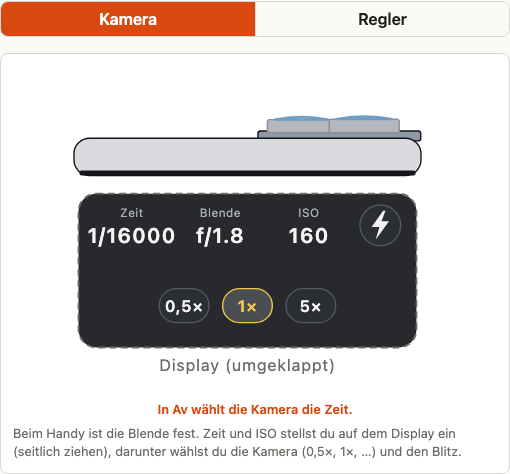 Kamera Regler
Zeit Blende ISO
1/16000 f/1.8 160
0,5× 1× 5×
Display (umgeklappt)
In Av wählt die Kamera die Zeit.
Beim Handy ist die Blende fest. Zeit und ISO stellst du auf dem Display ein
(seitlich ziehen), darunter wählst du die Kamera (0,5×, 1×, …) und den Blitz.